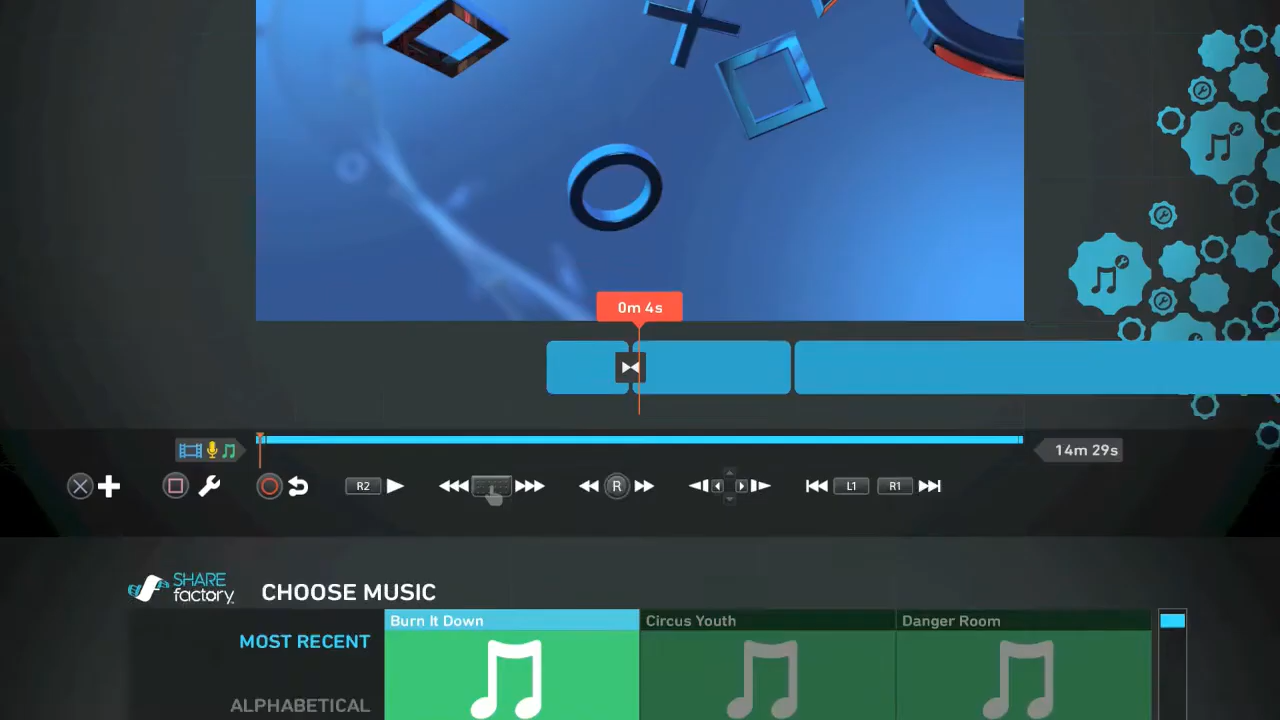 0m 4s
14m 29s
R2
R
L1
R1
SHARE
factory
CHOOSE MUSIC
Burn It Down
Circus Youth
Danger Room
MOST RECENT
ALPHABETICAL